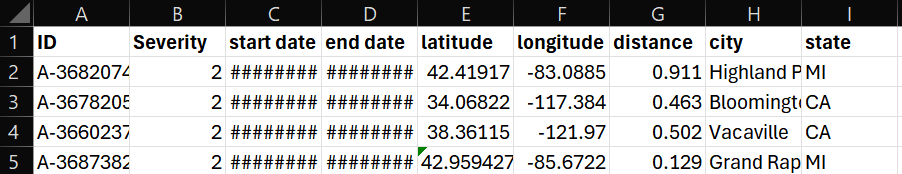 A B C D E F G H I
1 ID Severity start date end date latitude longitude distance city state
2 A-3682074 2 ######## ######## 42.41917 -83.0885 0.911 Highland P MI
3 A-3678205 2 ######## ######## 34.06822 -117.384 0.463 Bloomingt CA
4 A-3660237 2 ######## ######## 38.36115 -121.97 0.502 Vacaville CA
5 A-3687382 2 ######## ######## 42.959427 -85.6722 0.129 Grand Rap MI